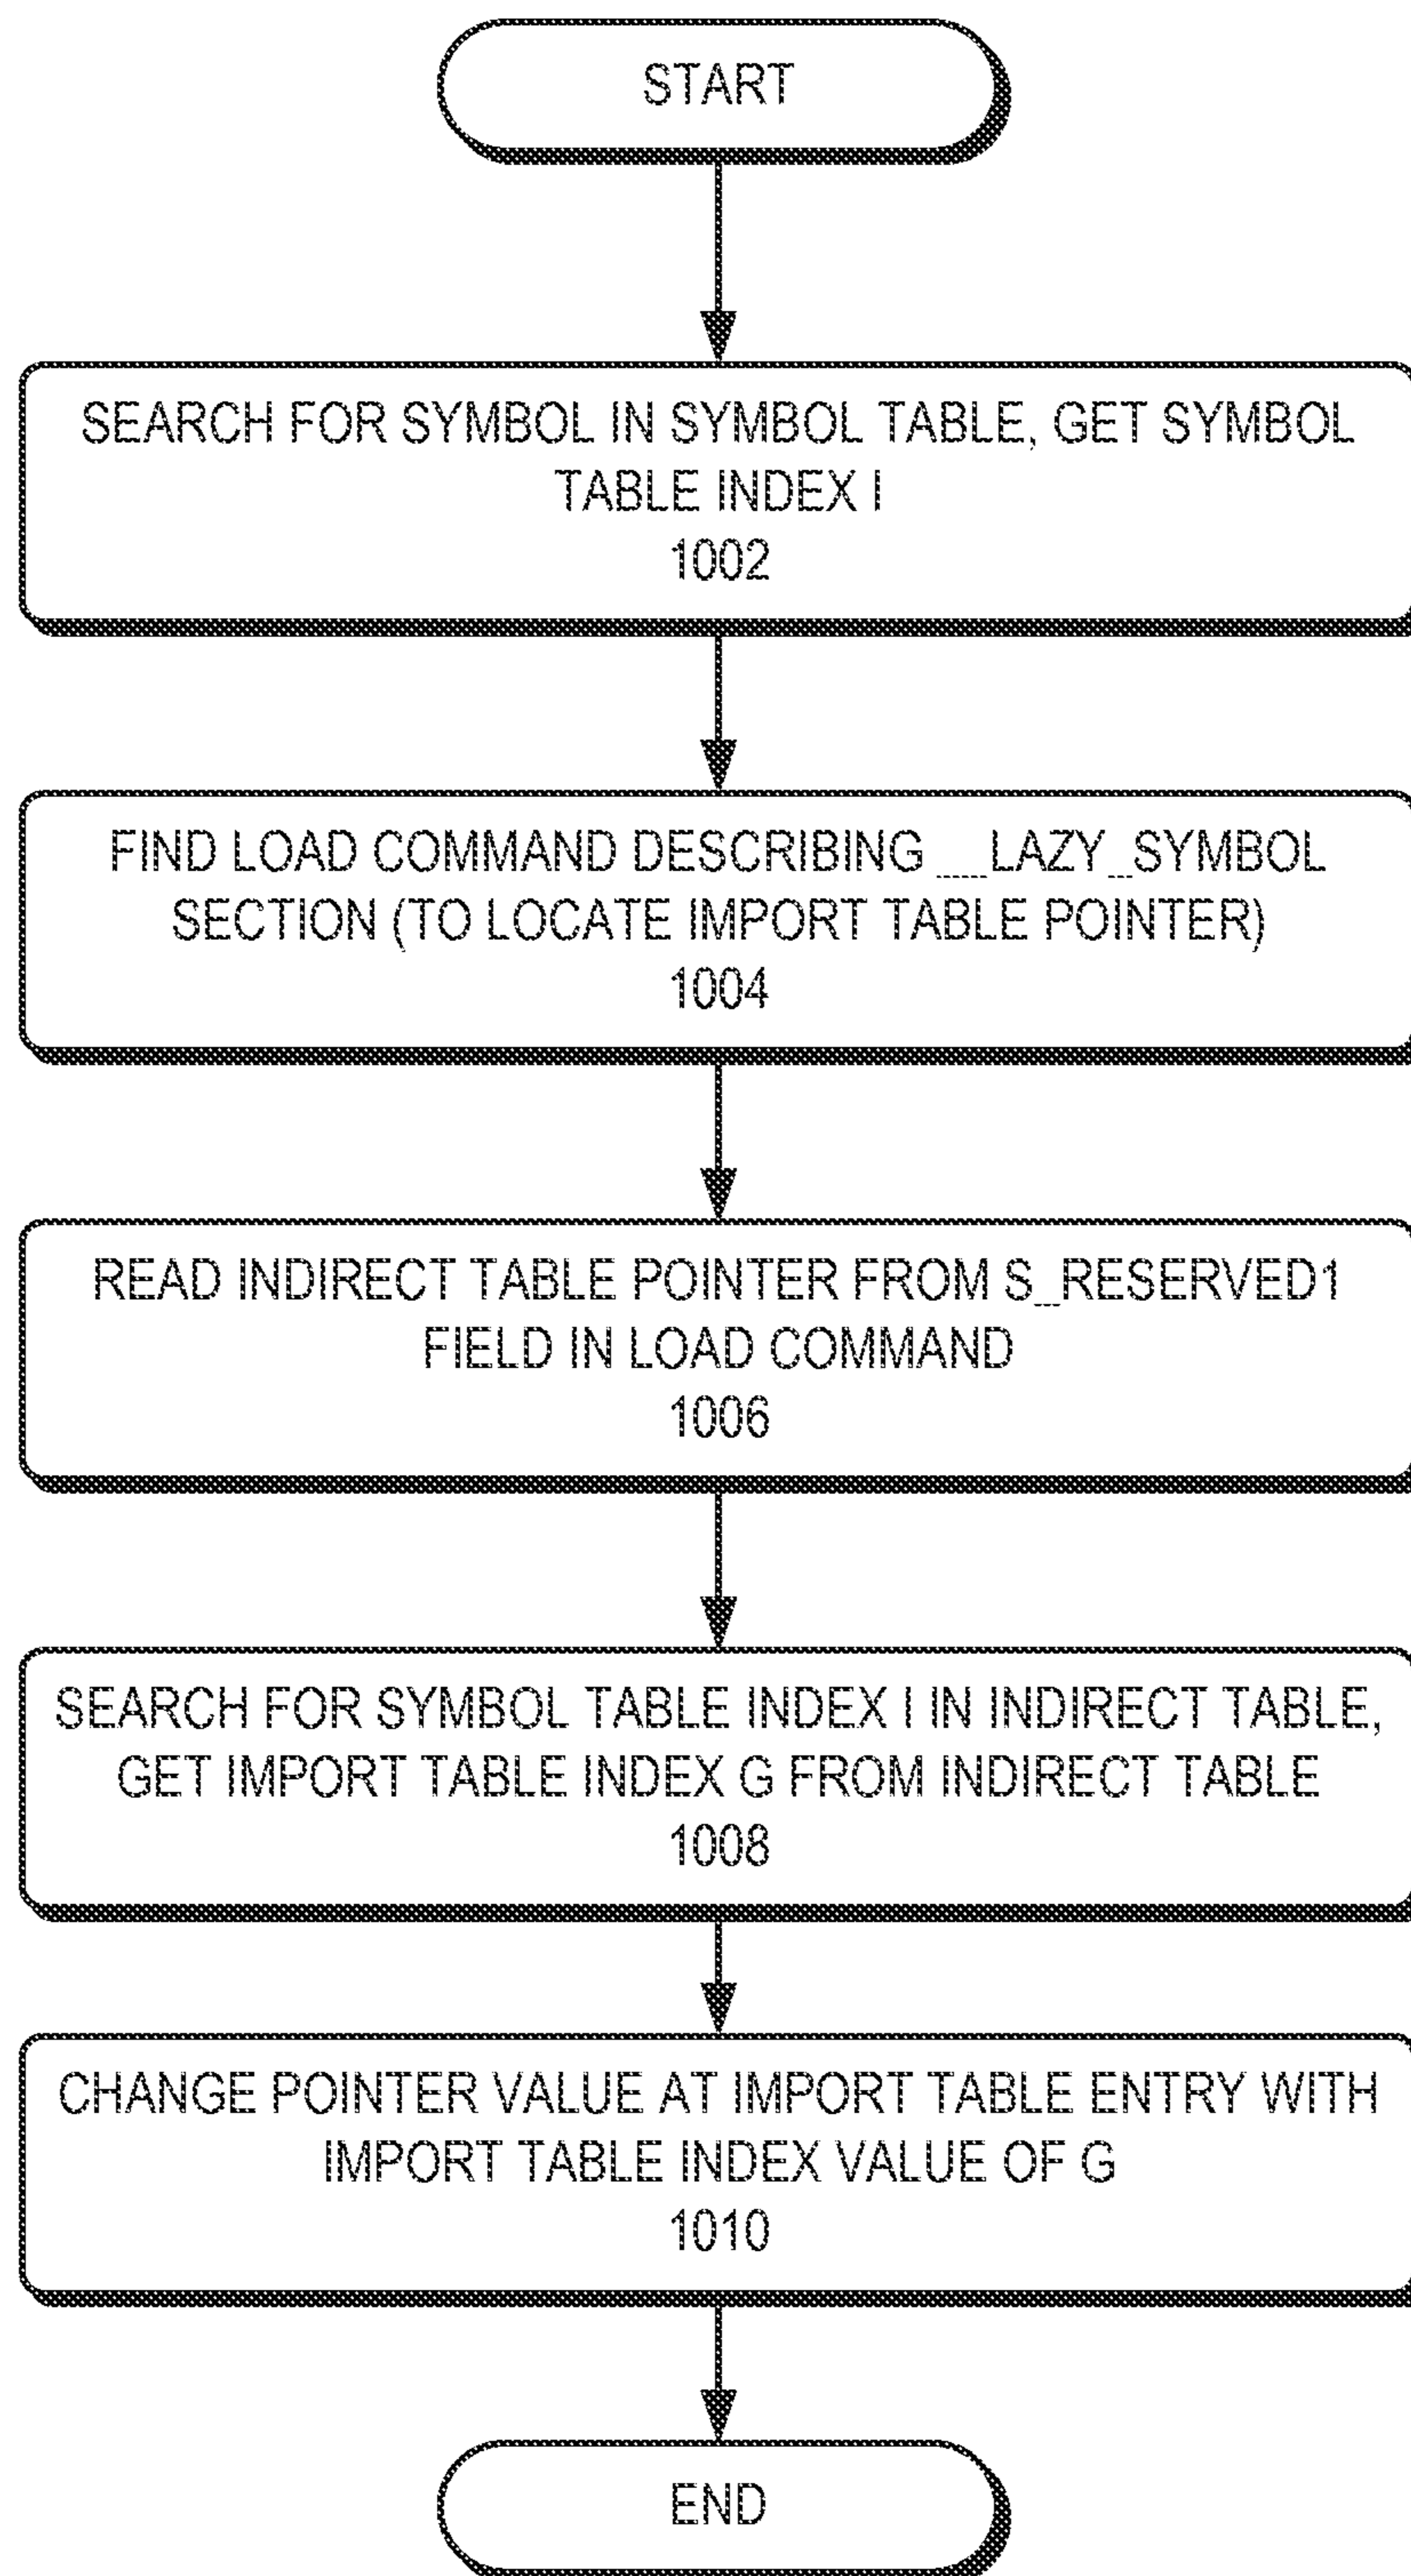 START
SEARCH FOR SYMBOL IN SYMBOL TABLE, GET SYMBOL
TABLE INDEX I
1002
FIND LOAD COMMAND DESCRIBING __LAZY_SYMBOL
SECTION (TO LOCATE IMPORT TABLE POINTER)
1004
READ INDIRECT TABLE POINTER FROM S_RESERVED1
FIELD IN LOAD COMMAND
1006
SEARCH FOR SYMBOL TABLE INDEX I IN INDIRECT TABLE,
GET IMPORT TABLE INDEX G FROM INDIRECT TABLE
1008
CHANGE POINTER VALUE AT IMPORT TABLE ENTRY WITH
IMPORT TABLE INDEX VALUE OF G
1010
END